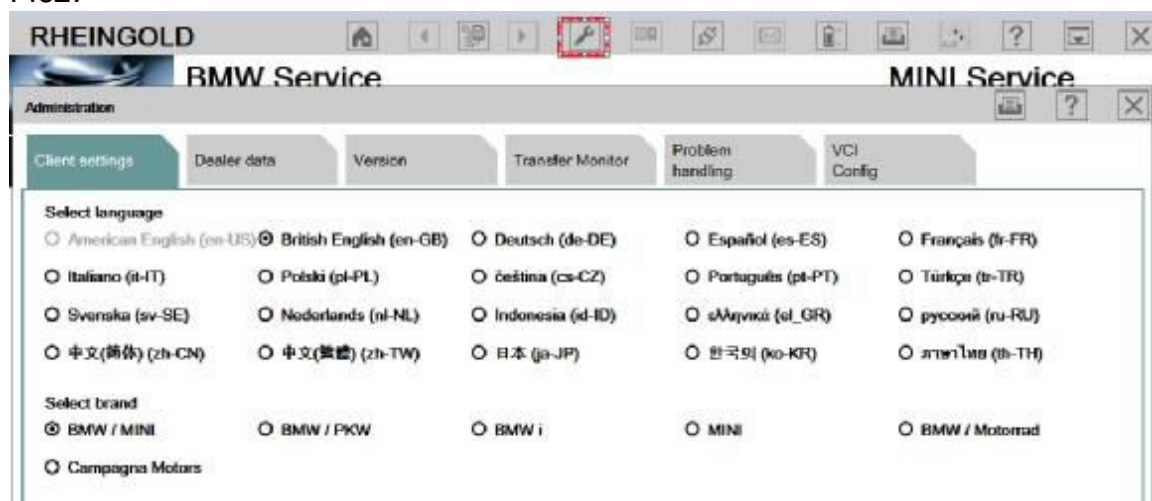 RHEINGOLD
BMW Service MINI Service
Administration
Client settings Dealer data Version Transfer Monitor Problem handling VCI Config
Select language
American English (en-US) British English (en-GB) Deutsch (de-DE) Español (es-ES) Français (fr-FR)
Italiano (it-IT) Polski (pl-PL) čeština (cs-CZ) Português (pt-PT) Türkçe (tr-TR)
Svenska (sv-SE) Nederlands (nl-NL) Indonesia (id-ID) ελληνικά (el_GR) русский (ru-RU)
中文(简体) (zh-CN) 中文(繁體) (zh-TW) 日本 (ja-JP) 한국의 (ko-KR) ภาษาไทย (th-TH)
Select brand
BMW / MINI BMW / PKW BMW i MINI BMW / Motorrad
Campagna Motors